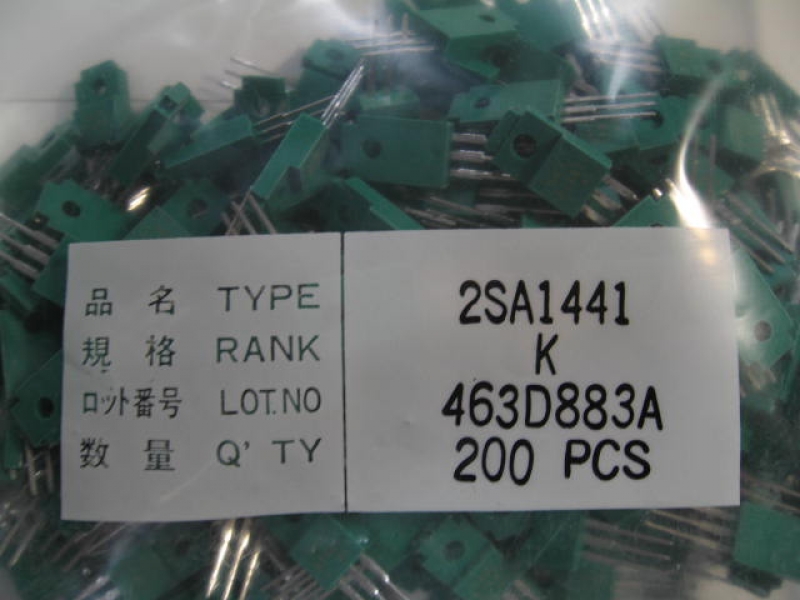 品名 TYPE 2SA1441
規格 RANK K
ロット番号 LOT.NO 463D883A
数量 Q'TY 200 PCS